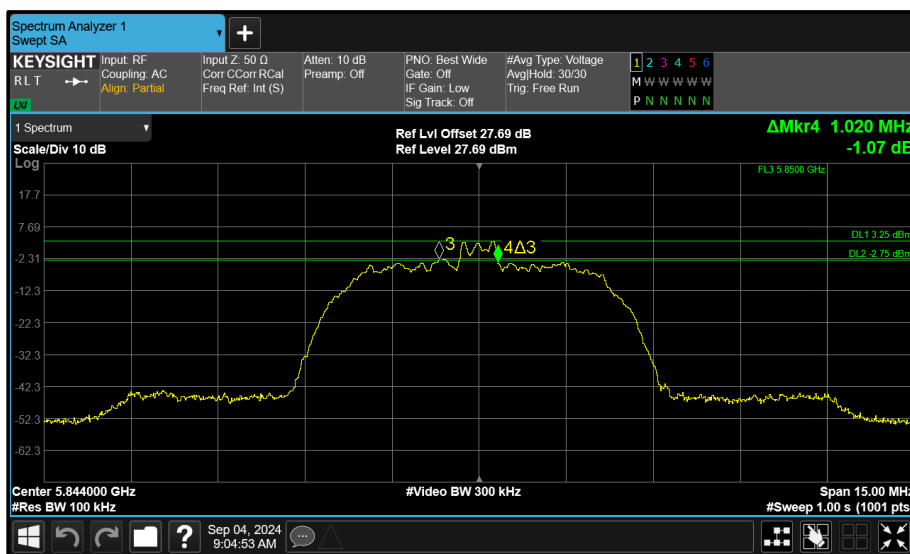 Spectrum Analyzer 1
Swept SA
KEYSIGHT
R L T
LXI
Input: RF
Coupling: AC
Align: Partial
Input Z: 50 Ω
Corr CCorr RCal
Freq Ref: Int (S)
Atten: 10 dB
Preamp: Off
PNO: Best Wide
Gate: Off
IF Gain: Low
Sig Track: Off
#Avg Type: Voltage
Avg|Hold: 30/30
Trig: Free Run
1 2 3 4 5 6
M W W W W W
P N N N N N
1 Spectrum
Scale/Div 10 dB
Ref Lvl Offset 27.69 dB
Ref Level 27.69 dBm
ΔMkr4 1.020 MHz
-1.07 dB
Log
FL3 5.8500 GHz
17.7
7.69
DL1 3.25 dBm
3
4Δ3
DL2 -2.75 dBm
-2.31
-12.3
-22.3
-32.3
-42.3
-52.3
-62.3
Center 5.844000 GHz
#Video BW 300 kHz
Span 15.00 MHz
#Res BW 100 kHz
#Sweep 1.00 s (1001 pts
?
Sep 04, 2024
9:04:53 AM